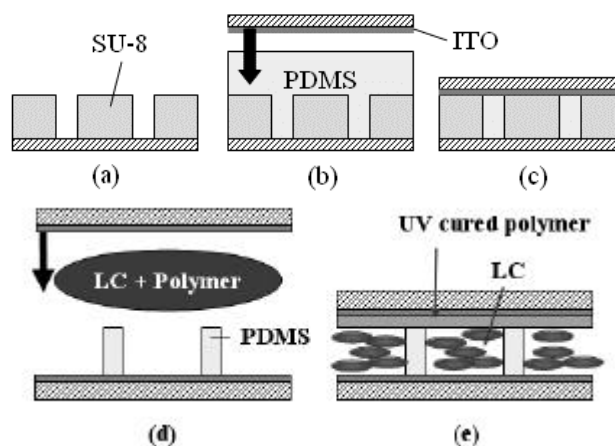 SU-8
ITO
PDMS
(a)
(b)
(c)
LC + Polymer
PDMS
(d)
UV cured polymer
LC
(e)